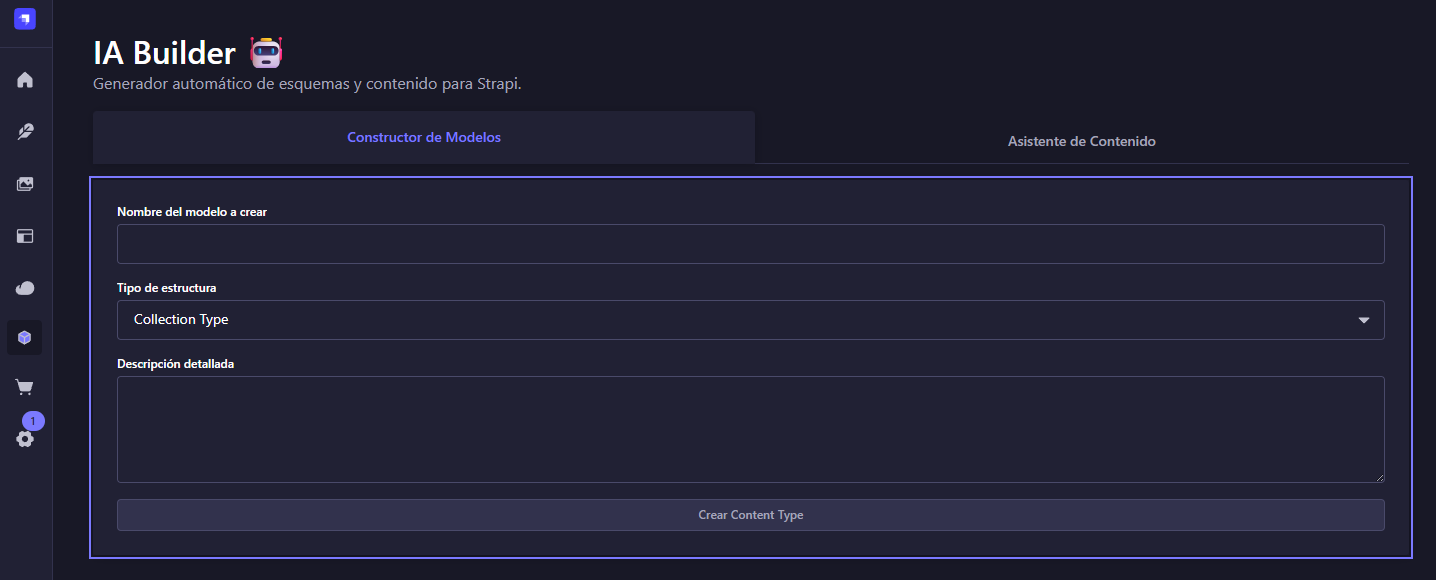 IA Builder
Generador automático de esquemas y contenido para Strapi.
Constructor de Modelos
Asistente de Contenido
Nombre del modelo a crear
Tipo de estructura
Collection Type
Descripción detallada
1
Crear Content Type